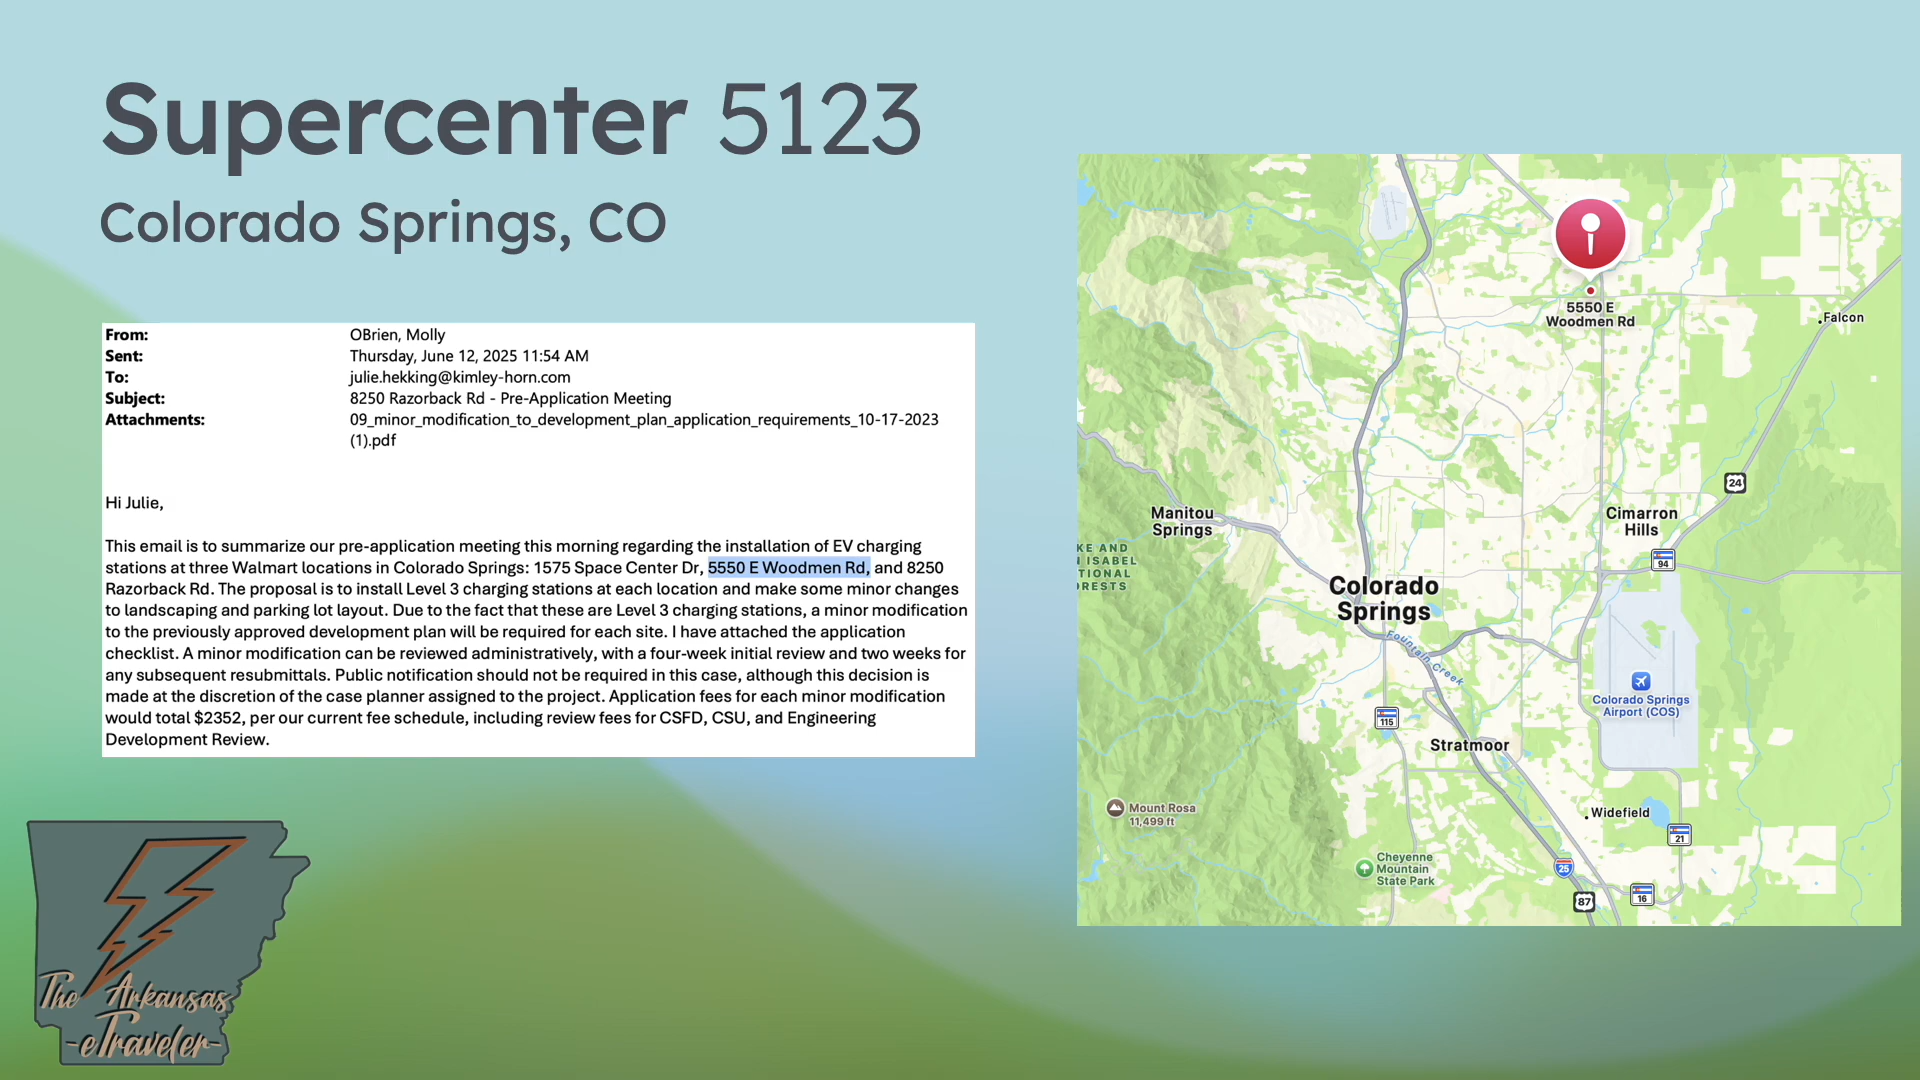 Supercenter 5123
Colorado Springs, CO
From: OBrien, Molly
Sent: Thursday, June 12, 2025 11:54 AM
To: julie.hekking@kimley-horn.com
Subject: 8250 Razorback Rd - Pre-Application Meeting
Attachments: 09_minor_modification_to_development_plan_application_requirements_10-17-2023
(1).pdf
Hi Julie,
This email is to summarize our pre-application meeting this morning regarding the installation of EV charging
stations at three Walmart locations in Colorado Springs: 1575 Space Center Dr, 5550 E Woodmen Rd, and 8250
Razorback Rd. The proposal is to install Level 3 charging stations at each location and make some minor changes
to landscaping and parking lot layout. Due to the fact that these are Level 3 charging stations, a minor modification
to the previously approved development plan will be required for each site. I have attached the application
checklist. A minor modification can be reviewed administratively, with a four-week initial review and two weeks for
any subsequent resubmittals. Public notification should not be required in this case, although this decision is
made at the discretion of the case planner assigned to the project. Application fees for each minor modification
would total $2352, per our current fee schedule, including review fees for CSFD, CSU, and Engineering
Development Review.
5550 E
Woodmen Rd
Falcon
24
Manitou
Springs
Cimarron
Hills
KE AND
N ISABEL
TIONAL
ORESTS
94
Colorado
Springs
Fountain Creek
Colorado Springs
Airport (COS)
115
Stratmoor
Mount Rosa
11,499 ft
Widefield
21
Cheyenne
Mountain
State Park
25
87
16
The Arkansas
-eTraveler-